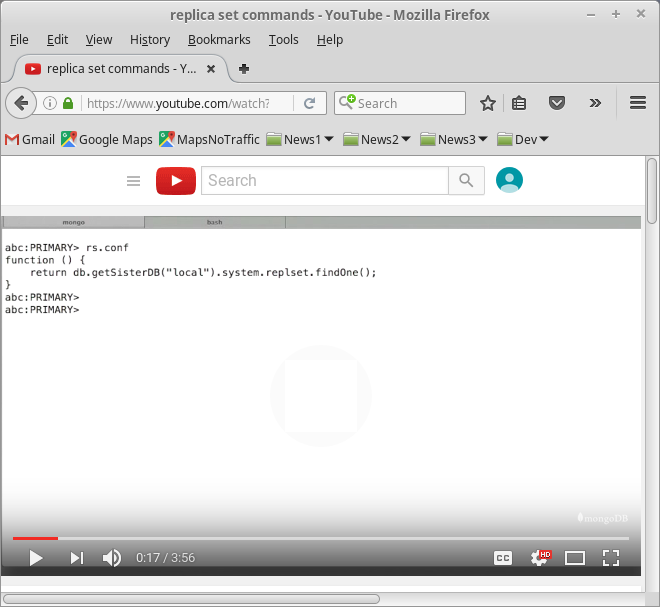 replica set commands - YouTube - Mozilla Firefox
File Edit View History Bookmarks Tools Help
replica set commands - Y...
https://www.youtube.com/watch?
Search
Gmail Google Maps MapsNoTraffic News1 News2 News3 Dev
Search
mongo bash
abc:PRIMARY> rs.conf
function () {
    return db.getSisterDB("local").system.replset.findOne();
}
abc:PRIMARY>
abc:PRIMARY>
mongoDB
0:17 / 3:56 CC HD